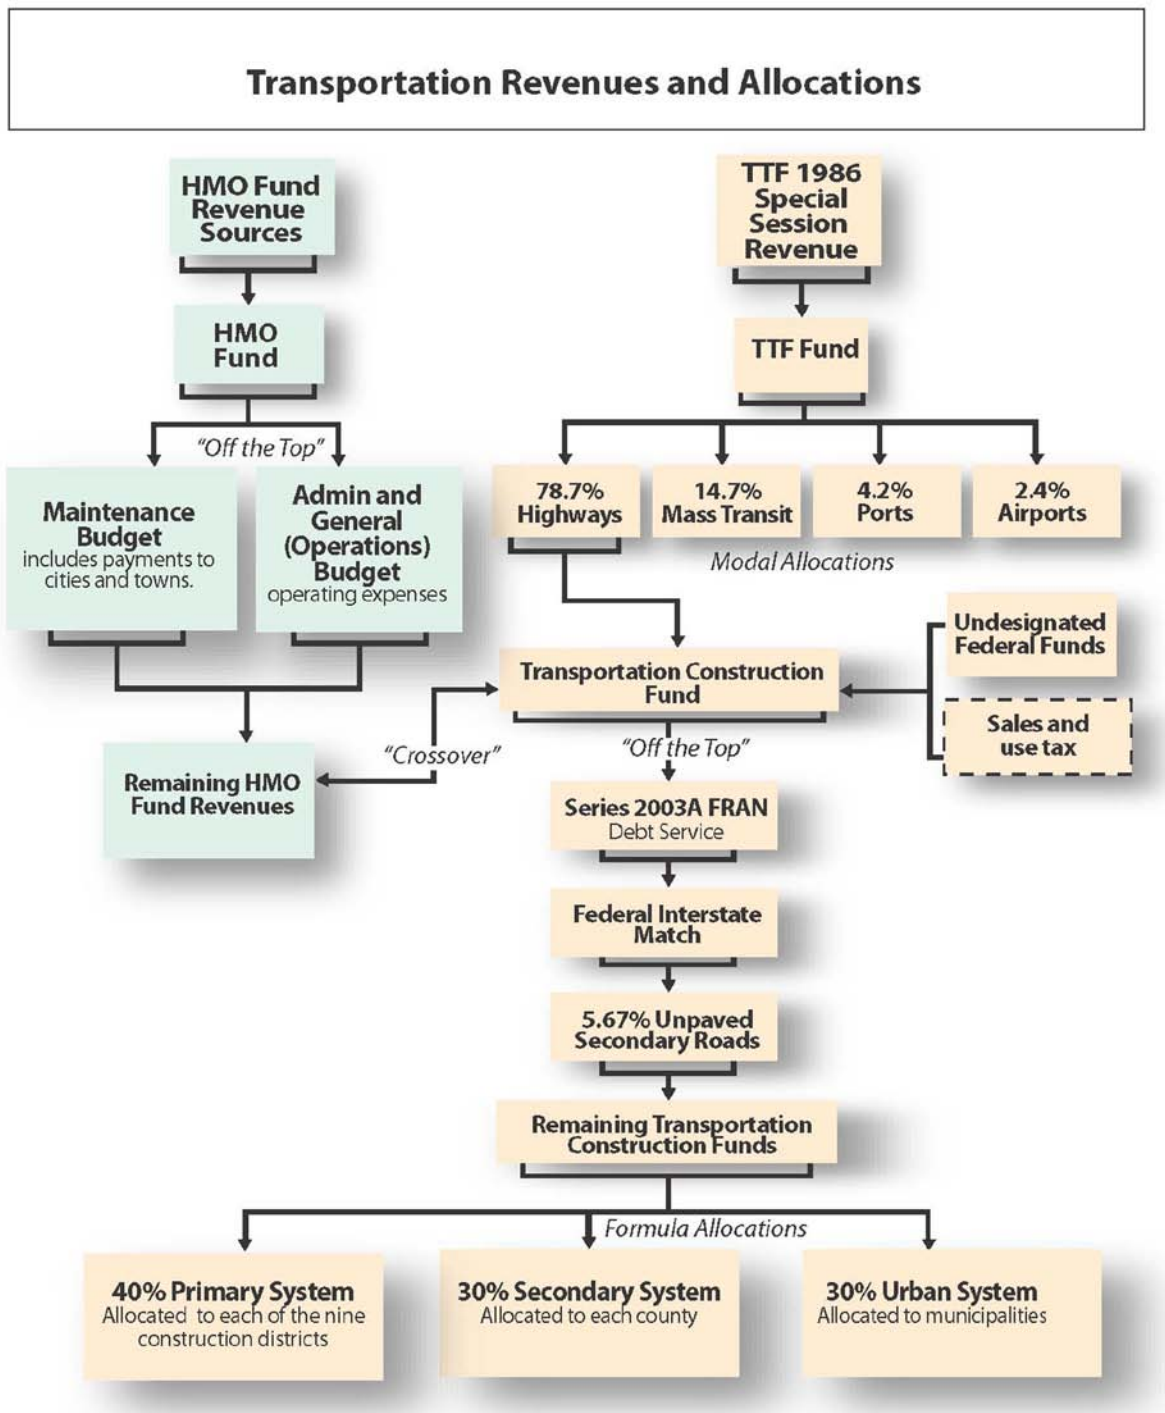 Transportation Revenues and Allocations
HMO Fund
Revenue
Sources
TTF 1986
Special
Session
Revenue
HMO
Fund
TTF Fund
"Off the Top"
Maintenance
Budget
includes payments to
cities and towns.
Admin and
General
(Operations)
Budget
operating expenses
78.7%
Highways
14.7%
Mass Transit
4.2%
Ports
2.4%
Airports
Modal Allocations
Undesignated
Federal Funds
Transportation Construction
Fund
Sales and
use tax
"Crossover"
"Off the Top"
Remaining HMO
Fund Revenues
Series 2003A FRAN
Debt Service
Federal Interstate
Match
5.67% Unpaved
Secondary Roads
Remaining Transportation
Construction Funds
Formula Allocations
40% Primary System
Allocated to each of the nine
construction districts
30% Secondary System
Allocated to each county
30% Urban System
Allocated to municipalities